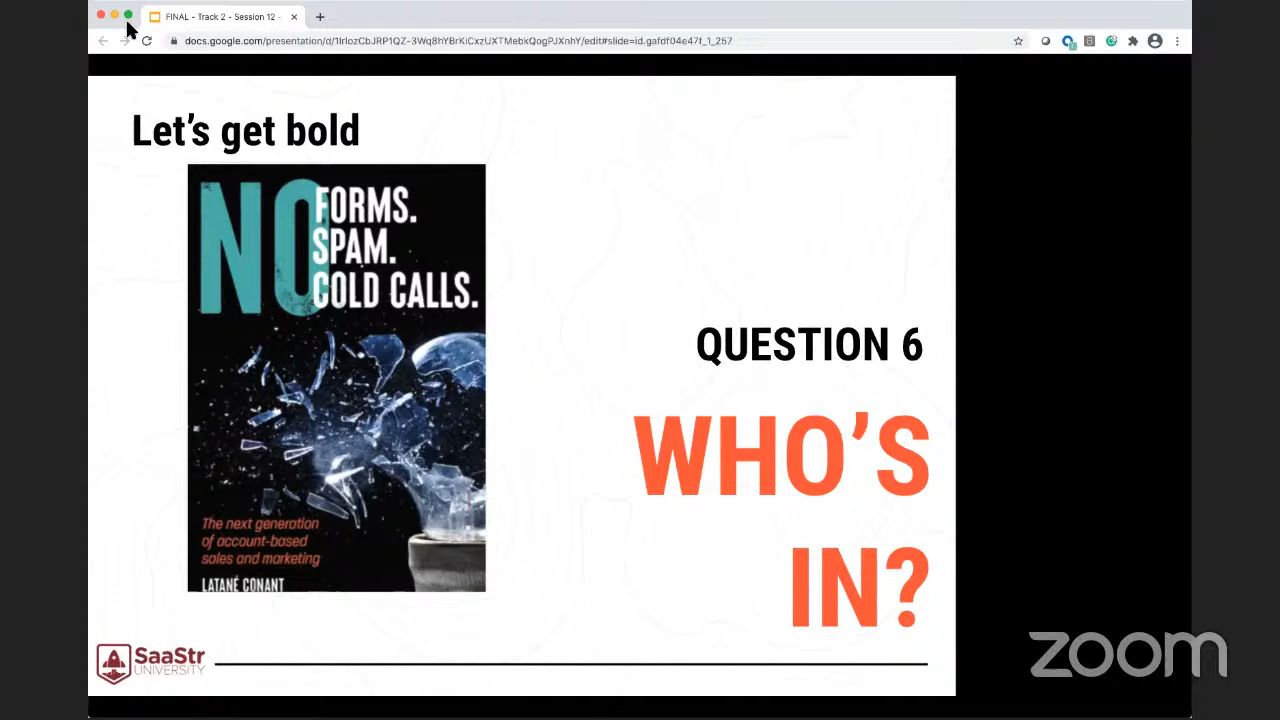 FINAL - Track 2 - Session 12 -
docs.google.com/presentation/d/1IrlozCbJRP1QZ-3Wq8hYBrKiCxzUXTMebkQogPJXnhY/edit#slide=id.gafdf04e47f_1_257
Let's get bold
NO FORMS.
SPAM.
COLD CALLS.
The next generation
of account-based
sales and marketing
LATANÉ CONANT
QUESTION 6
WHO'S
IN?
SaaStr
UNIVERSITY
zoom